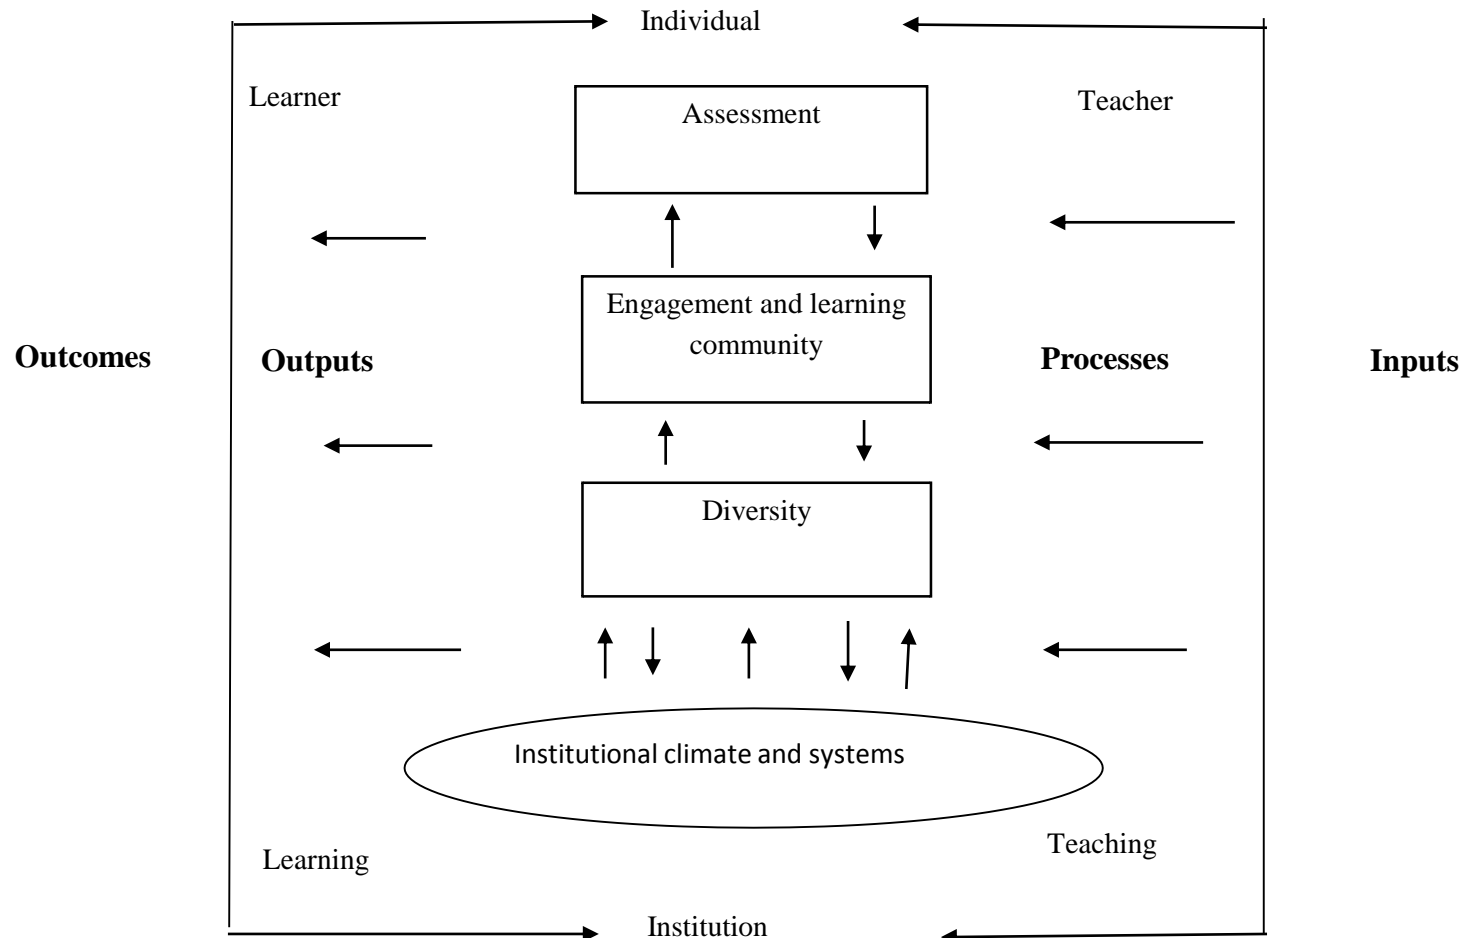 Individual
Learner
Assessment
Teacher
Engagement and learning
community
Outcomes
Outputs
Processes
Inputs
Diversity
Institutional climate and systems
Learning
Teaching
Institution